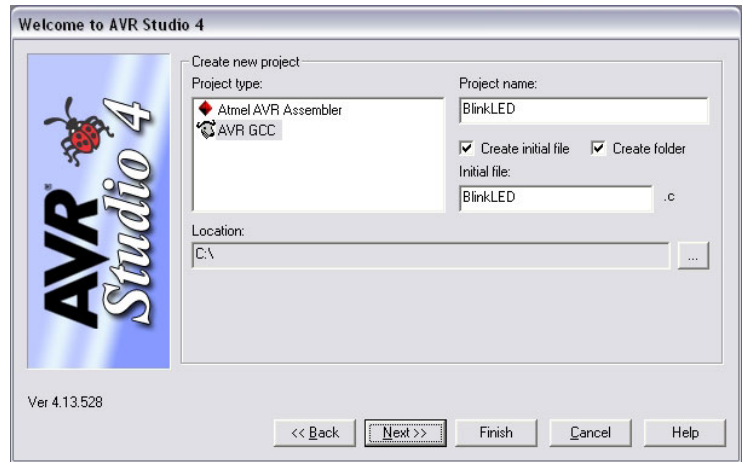 Welcome to AVR Studio 4
AVR® Studio 4
Create new project
Project type:
Atmel AVR Assembler
AVR GCC
Project name:
BlinkLED
Create initial file
Create folder
Initial file:
BlinkLED
.c
Location:
C:\
...
Ver 4.13.528
<< Back
Next >>
Finish
Cancel
Help